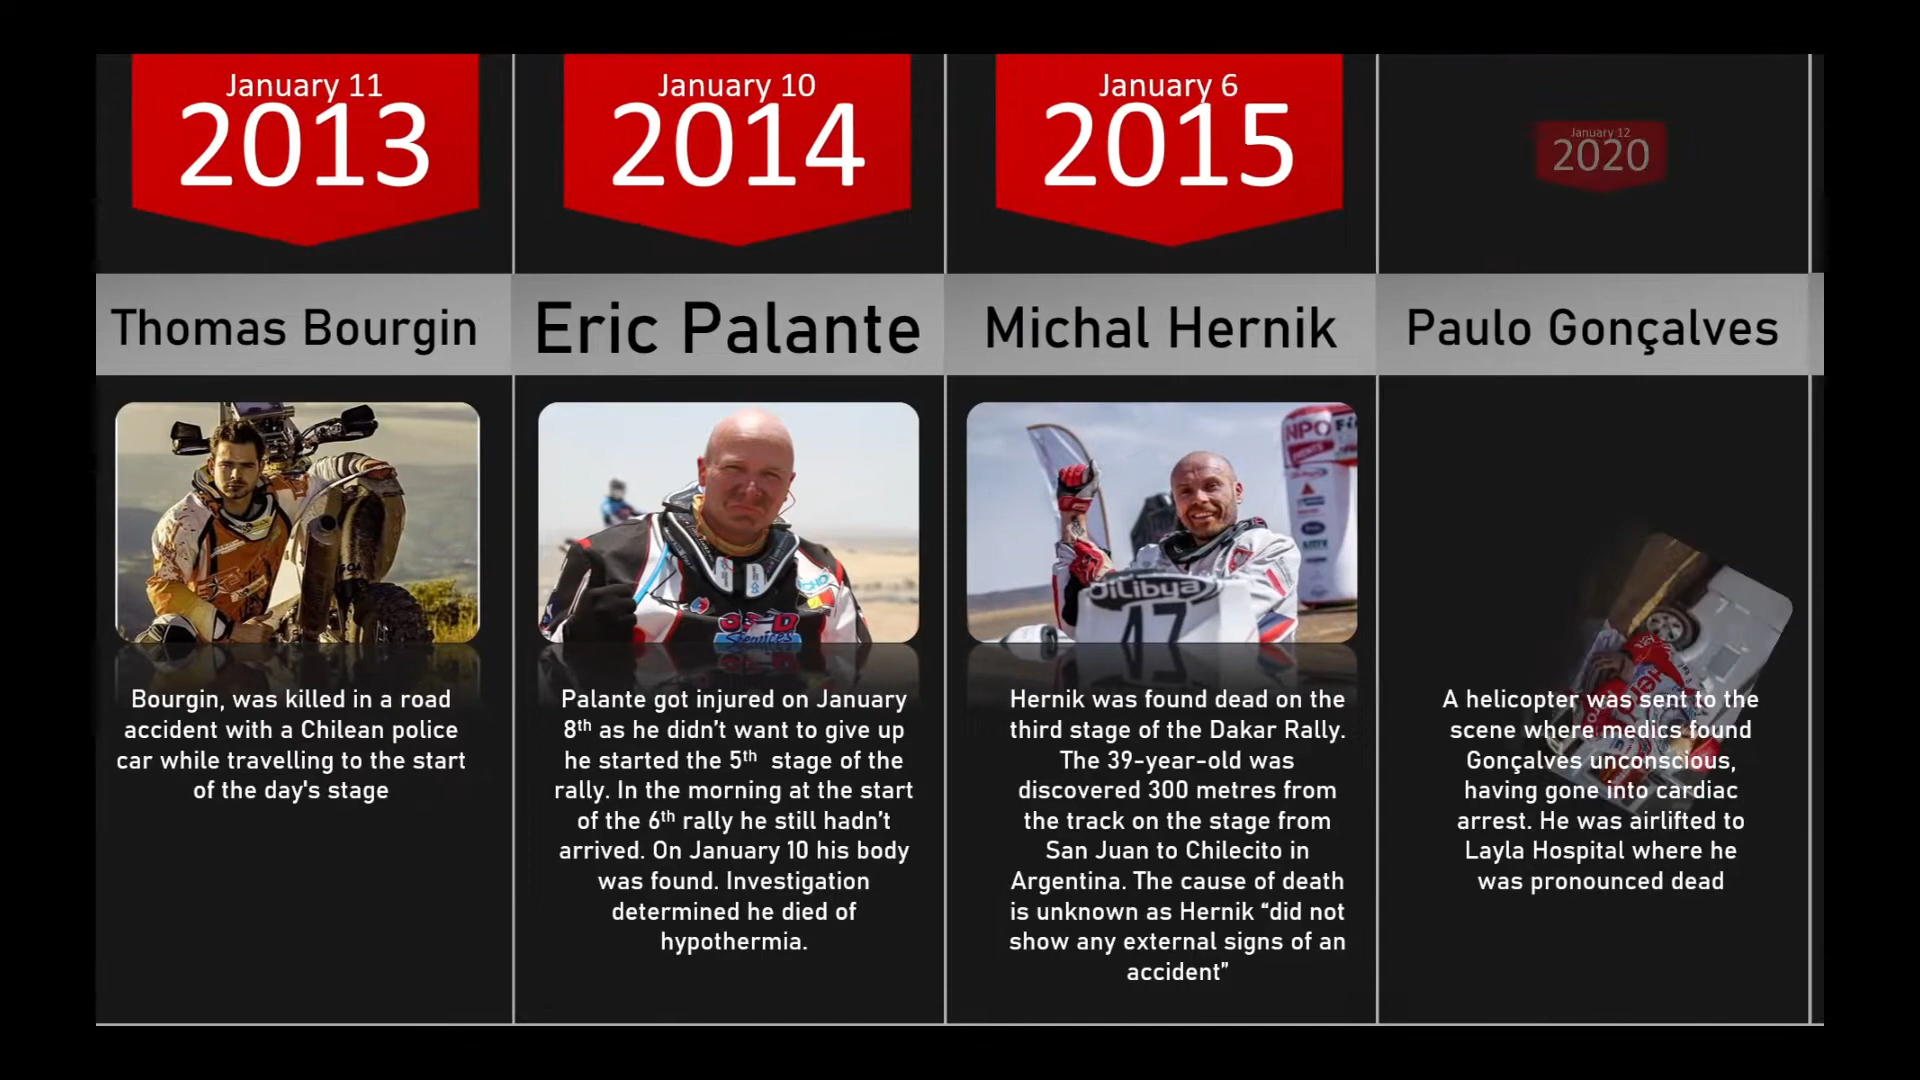 January 11
2013
Thomas Bourgin
Bourgin, was killed in a road
accident with a Chilean police
car while travelling to the start
of the day's stage
January 10
2014
Eric Palante
Palante got injured on January
8th as he didn't want to give up
he started the 5th stage of the
rally. In the morning at the start
of the 6th rally he still hadn't
arrived. On January 10 his body
was found. Investigation
determined he died of
hypothermia.
January 6
2015
Michal Hernik
NPO
DiLibya
47
Hernik was found dead on the
third stage of the Dakar Rally.
The 39-year-old was
discovered 300 metres from
the track on the stage from
San Juan to Chilecito in
Argentina. The cause of death
is unknown as Hernik “did not
show any external signs of an
accident”
January 12
2020
Paulo Gonçalves
A helicopter was sent to the
scene where medics found
Gonçalves unconscious,
having gone into cardiac
arrest. He was airlifted to
Layla Hospital where he
was pronounced dead